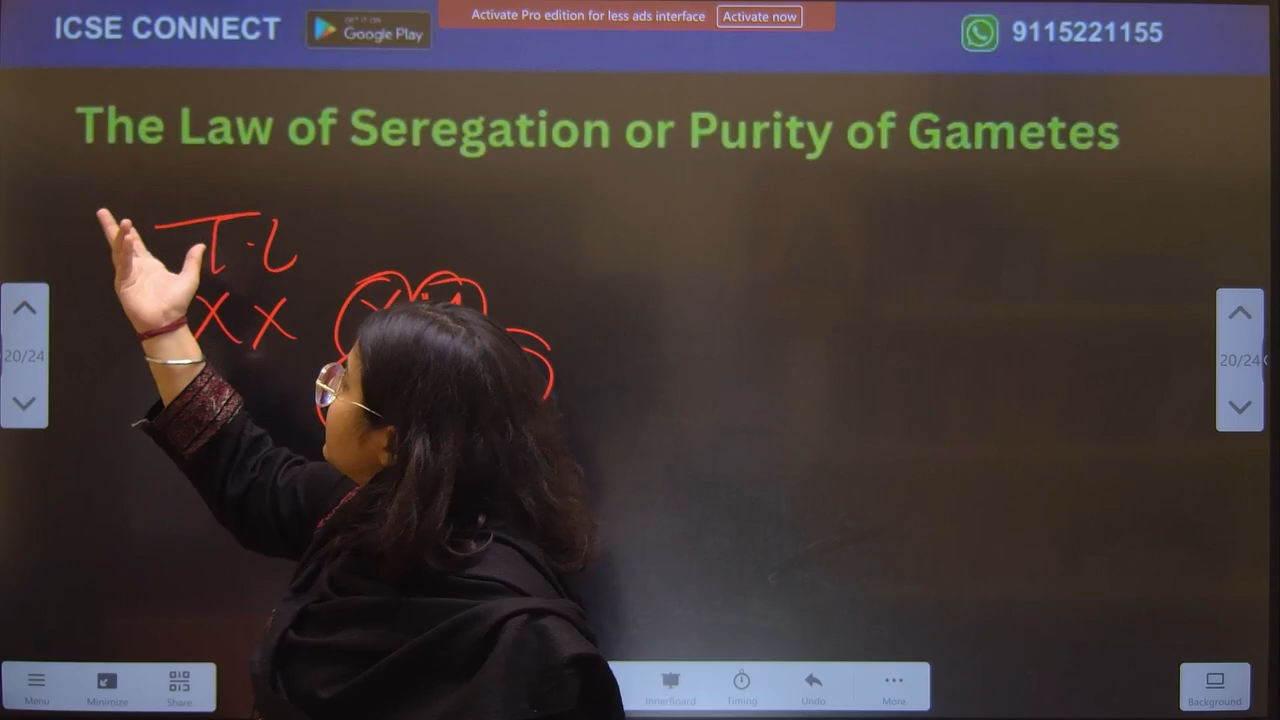 ICSE CONNECT
GET IT ON
Google Play
Activate Pro edition for less ads interface
Activate now
9115221155
The Law of Seregation or Purity of Gametes
T
X X
20/24
20/24
Menu
Minimize
Share
InnerBoard
Timing
Undo
More
Background